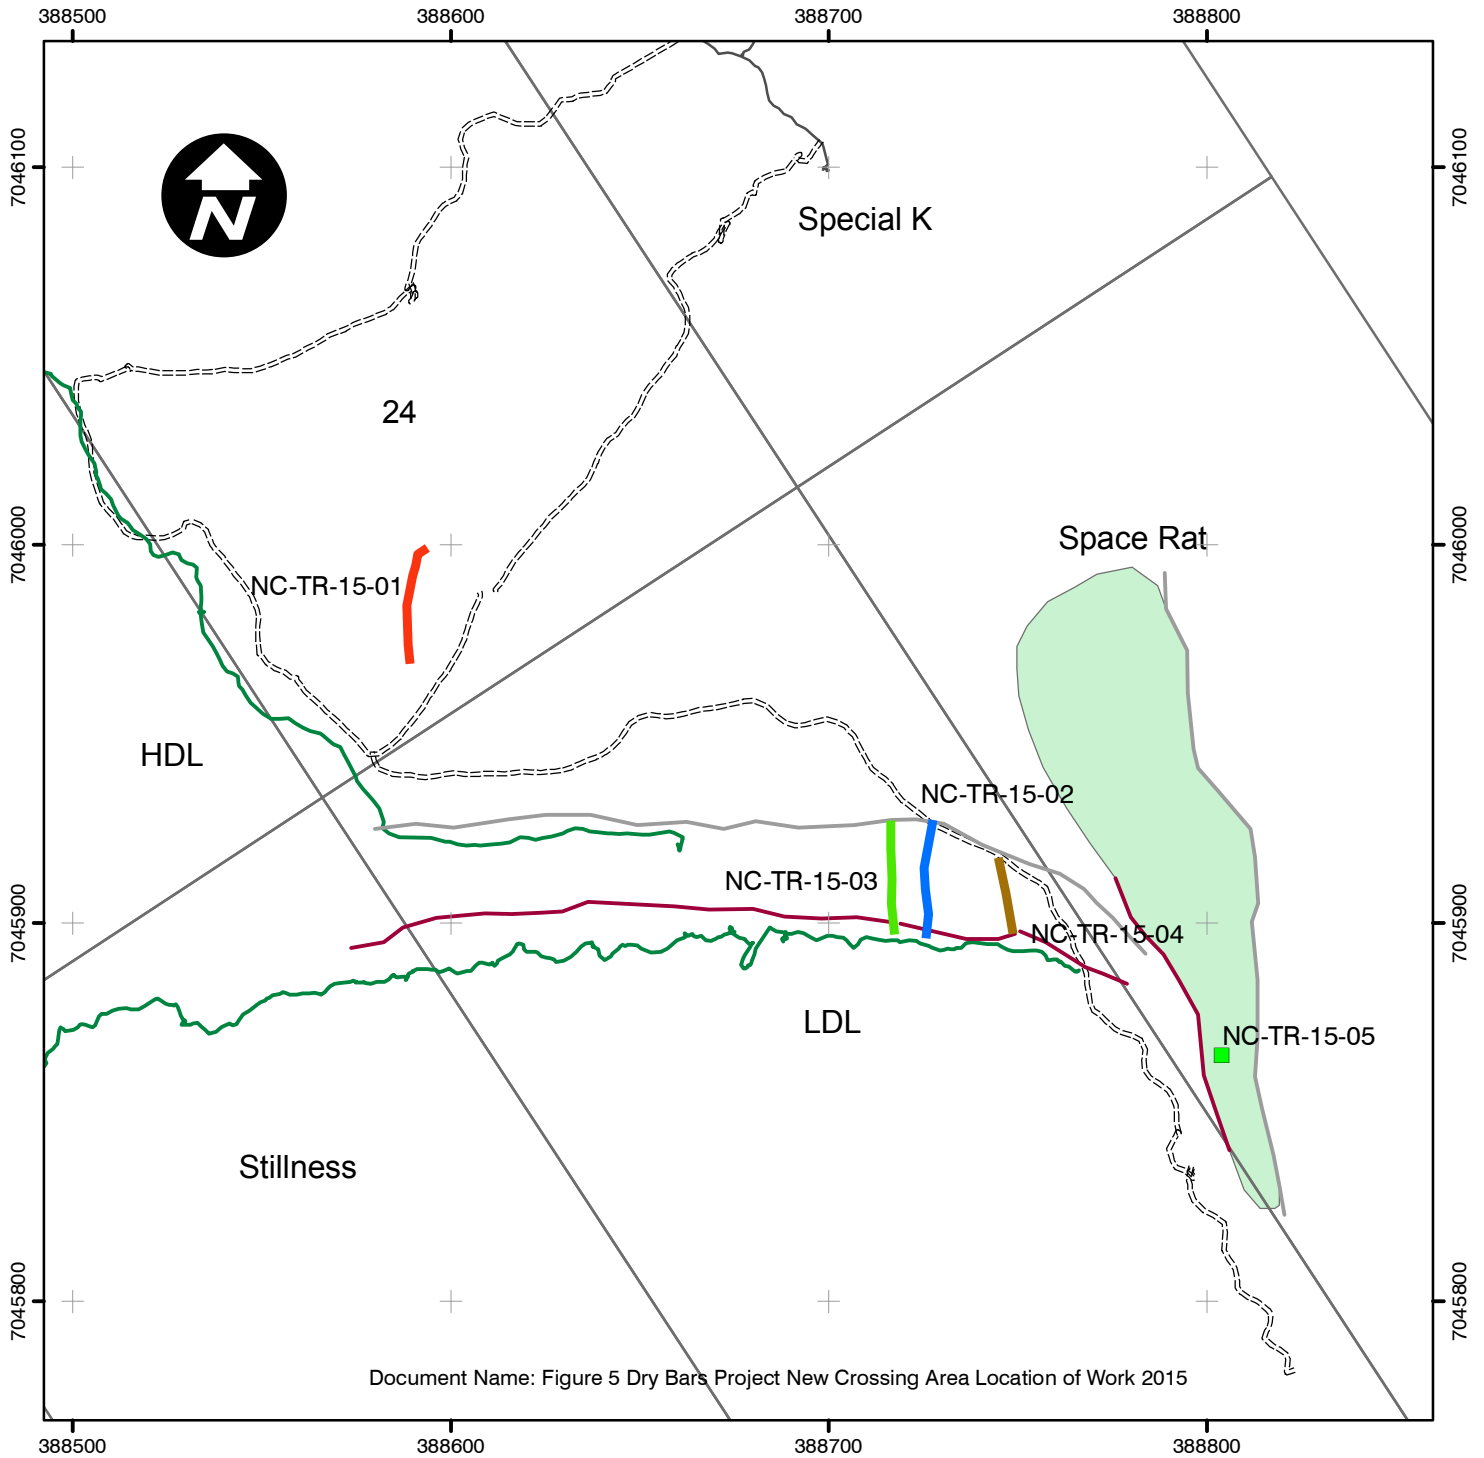 388500
388600
388700
388800
7046100
7046100
N
Special K
24
Space Rat
7046000
7046000
NC-TR-15-01
HDL
NC-TR-15-02
NC-TR-15-03
NC-TR-15-04
7045900
7045900
LDL
NC-TR-15-05
Stillness
7045800
7045800
Document Name: Figure 5 Dry Bars Project New Crossing Area Location of Work 2015
388500
388600
388700
388800